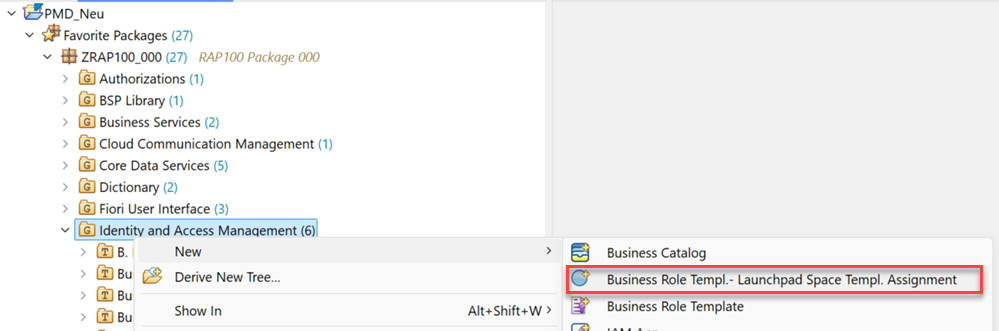 PMD_Neu
Favorite Packages (27)
ZRAP100_000 (27) RAP100 Package 000
Authorizations (1)
BSP Library (1)
Business Services (2)
Cloud Communication Management (1)
Core Data Services (5)
Dictionary (2)
Fiori User Interface (3)
Identity and Access Management (6)
B.
Bu
Bu
Bu
New
Derive New Tree...
Show In Alt+Shift+W
Business Catalog
Business Role Templ.- Launchpad Space Templ. Assignment
Business Role Template
IAM App